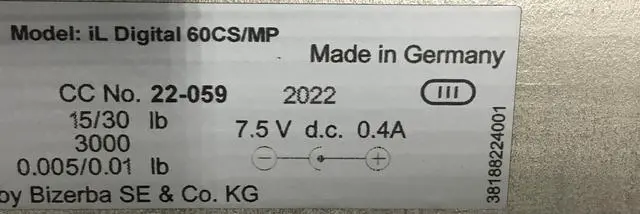 Model: iL Digital 60CS/MP
Made in Germany
CC No. 22-059 2022 III
15/30 lb
7.5 V d.c. 0.4A
3000
0.005/0.01 lb
by Bizerba SE & Co. KG
38188224001